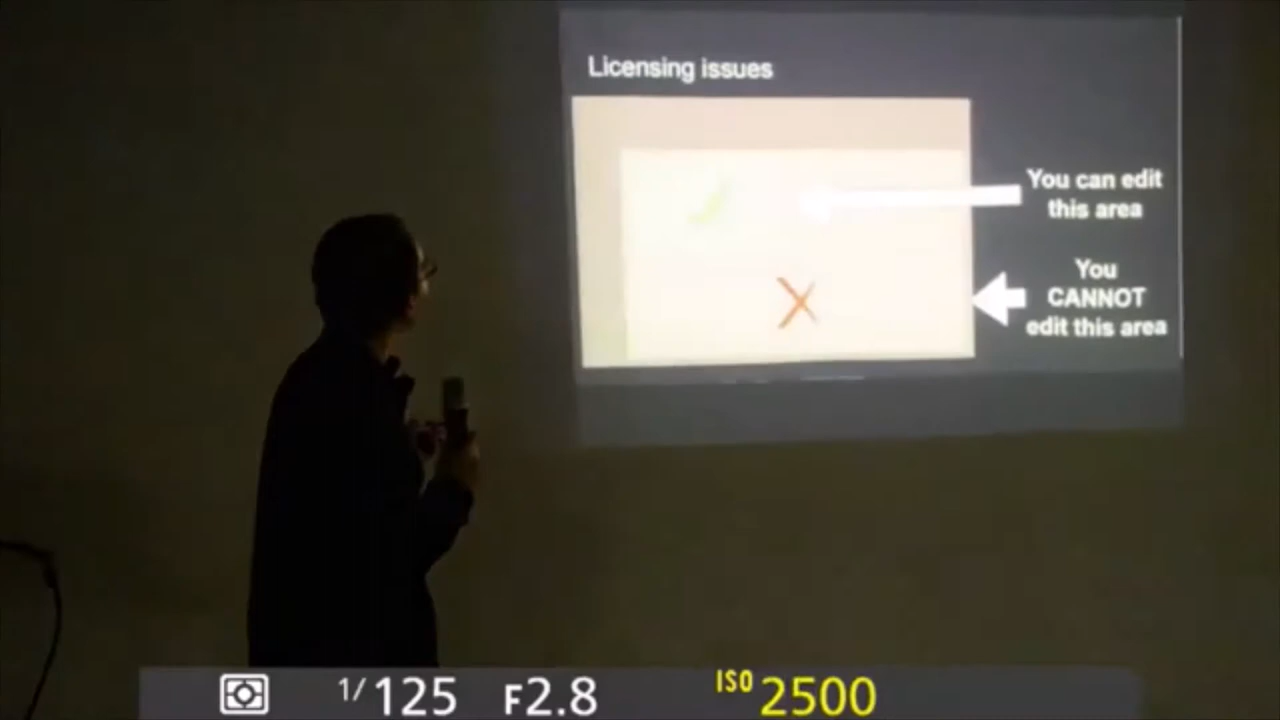 Licensing issues
You can edit
this area
You
CANNOT
edit this area
1/125 F2.8 ISO 2500